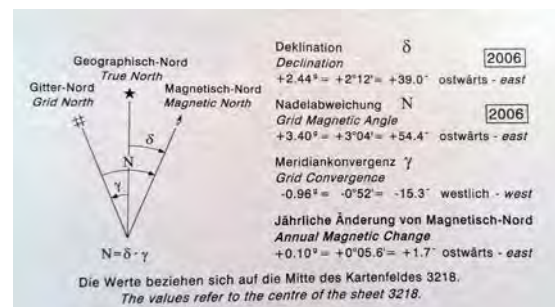 Geographisch-Nord
True North
Gitter-Nord
Grid North
Magnetisch-Nord
Magnetic North
δ
N
γ
N=δ-γ
Deklination δ
Declination
2006
+2.44g = +2°12'= +39.0¯ ostwärts - east
Nadelabweichung N
Grid Magnetic Angle
2006
+3.40g = +3°04'= +54.4¯ ostwärts - east
Meridiankonvergenz γ
Grid Convergence
-0.96g = -0°52'= -15.3¯ westlich - west
Jährliche Änderung von Magnetisch-Nord
Annual Magnetic Change
+0.10g = +0°05.6'= +1.7¯ ostwärts - east
Die Werte beziehen sich auf die Mitte des Kartenfeldes 3218.
The values refer to the centre of the sheet 3218.